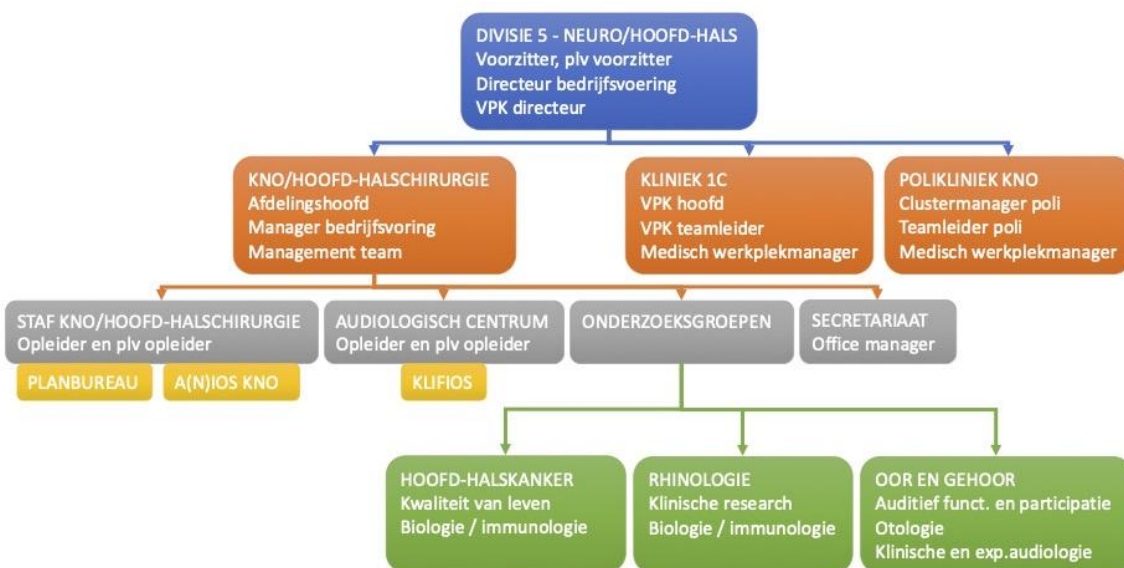 DIVISIE 5 - NEURO/HOOFD-HALS
Voorzitter, plv voorzitter
Directeur bedrijfsvoering
VPK directeur
KNO/HOOFD-HALSCHIRURGIE
Afdelingshoofd
Manager bedrijfsvoring
Management team
KLINIEK 1C
VPK hoofd
VPK teamleider
Medisch werkplekmanager
POLIKLINIEK KNO
Clustermanager poli
Teamleider poli
Medisch werkplekmanager
STAF KNO/HOOFD-HALSCHIRURGIE
Opleider en plv opleider
PLANBUREAU
A(N)IOS KNO
AUDIOLOGISCH CENTRUM
Opleider en plv opleider
KLIFIOS
ONDERZOEKSGROEPEN
SECRETARIAAT
Office manager
HOOFD-HALSKANKER
Kwaliteit van leven
Biologie / immunologie
RHINOLOGIE
Klinische research
Biologie / immunologie
OOR EN GEHOOR
Auditief funct. en participatie
Otologie
Klinische en exp.audiologie